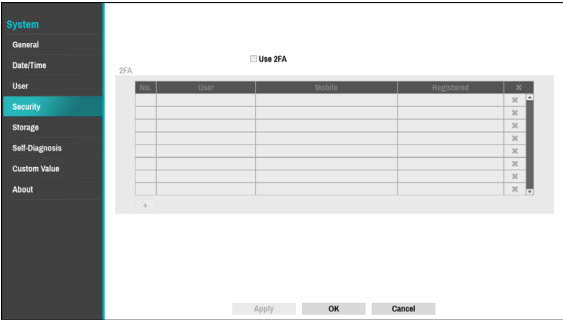 System
General
Date/Time
User
Security
Storage
Self-Diagnosis
Custom Value
About
Use 2FA
2FA
No. User Mobile Registered
+
Apply OK Cancel